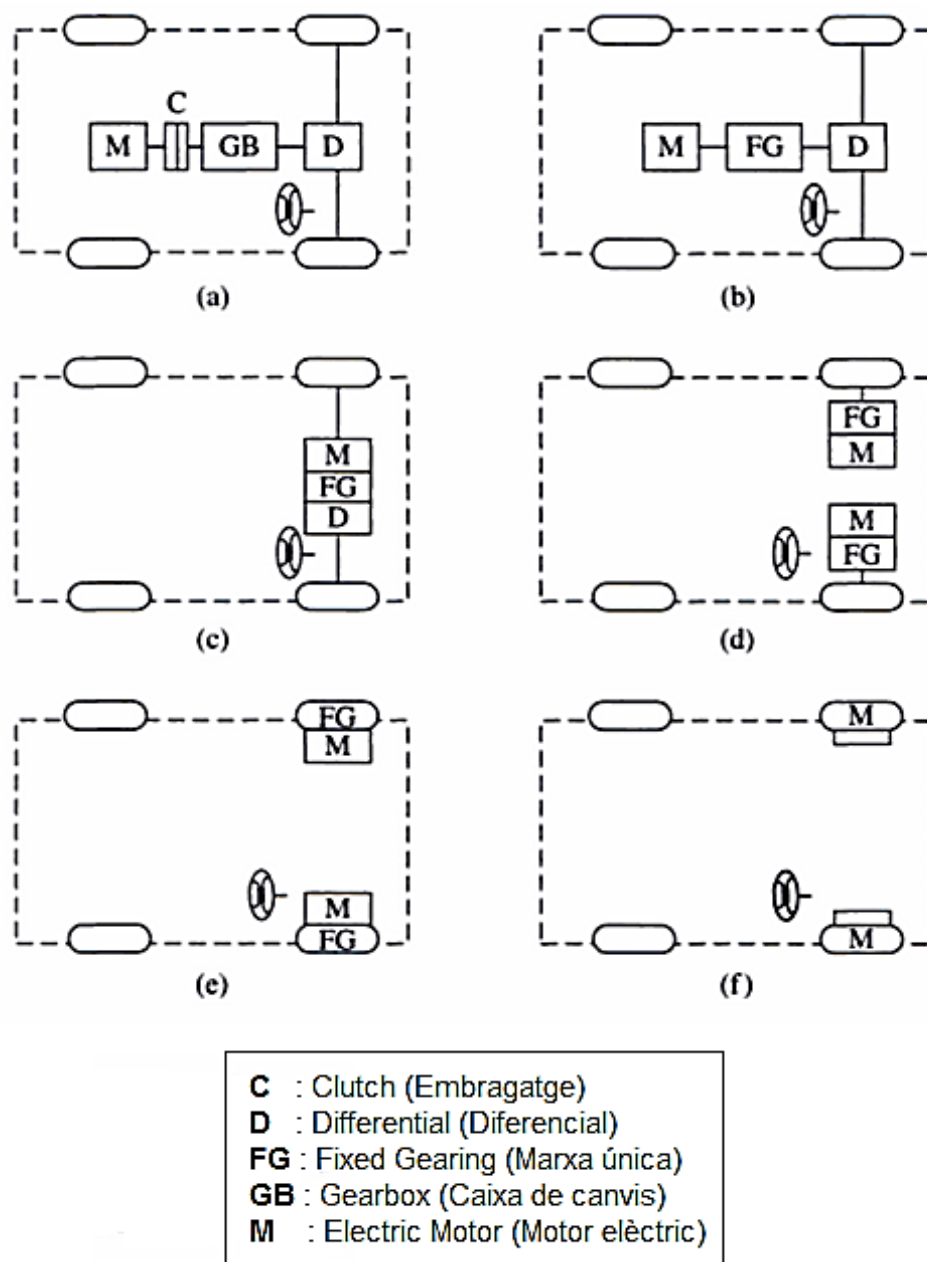 C
M GB D
M FG D
(a) (b)
M
FG
D
FG
M
M
FG
(c) (d)
FG
M
M
M
FG
M
(e) (f)
C : Clutch (Embragatge)
D : Differential (Diferencial)
FG : Fixed Gearing (Marxa única)
GB : Gearbox (Caixa de canvis)
M : Electric Motor (Motor elèctric)